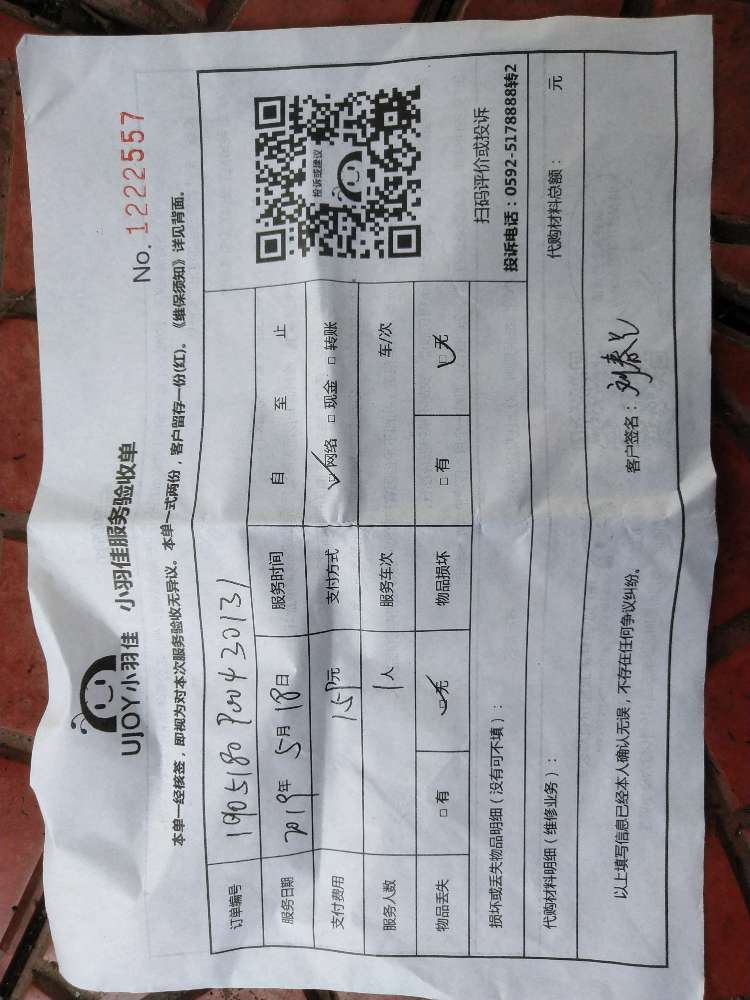 UJOY小羽佳 小羽佳服务验收单
No. 1222557
本单一经核签，即视为对本次服务验收无异议。本单一式两份，客户留存一份(红)。《维保须知》详见背面。
订单编号
服务日期 2019年 5月 18日 服务时间 自 至 止
支付费用 159元 支付方式 ☑网络 □现金 □转账
服务人数 1人 服务车次 车/次
物品丢失 □有 ☑无 物品损坏 □有 ☑无
投诉或建议
扫码评价或投诉
投诉电话：0592-5178888转2
损坏或丢失物品明细（没有可不填）：
代购材料明细（维修业务）： 代购材料总额： 元
以上填写信息已经本人确认无误，不存在任何争议纠纷。 客户签名：